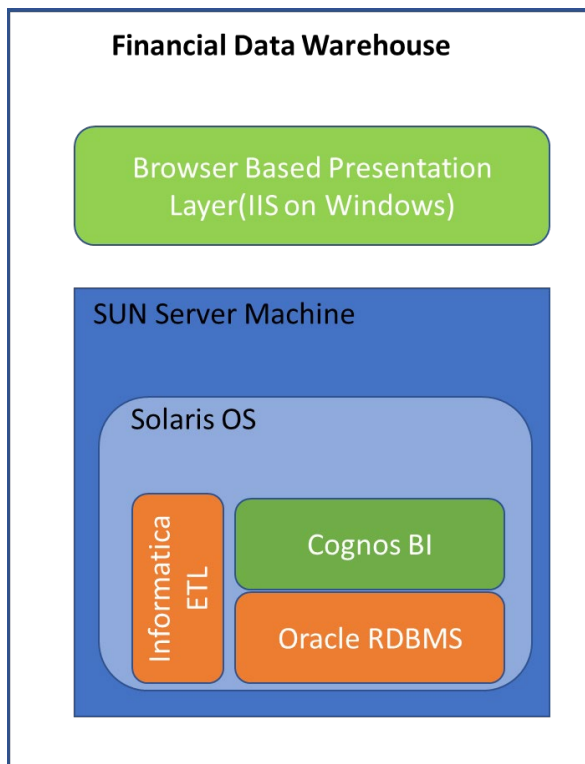 Financial Data Warehouse
Browser Based Presentation
Layer(IIS on Windows)
SUN Server Machine
Solaris OS
Informatica
ETL
Cognos BI
Oracle RDBMS